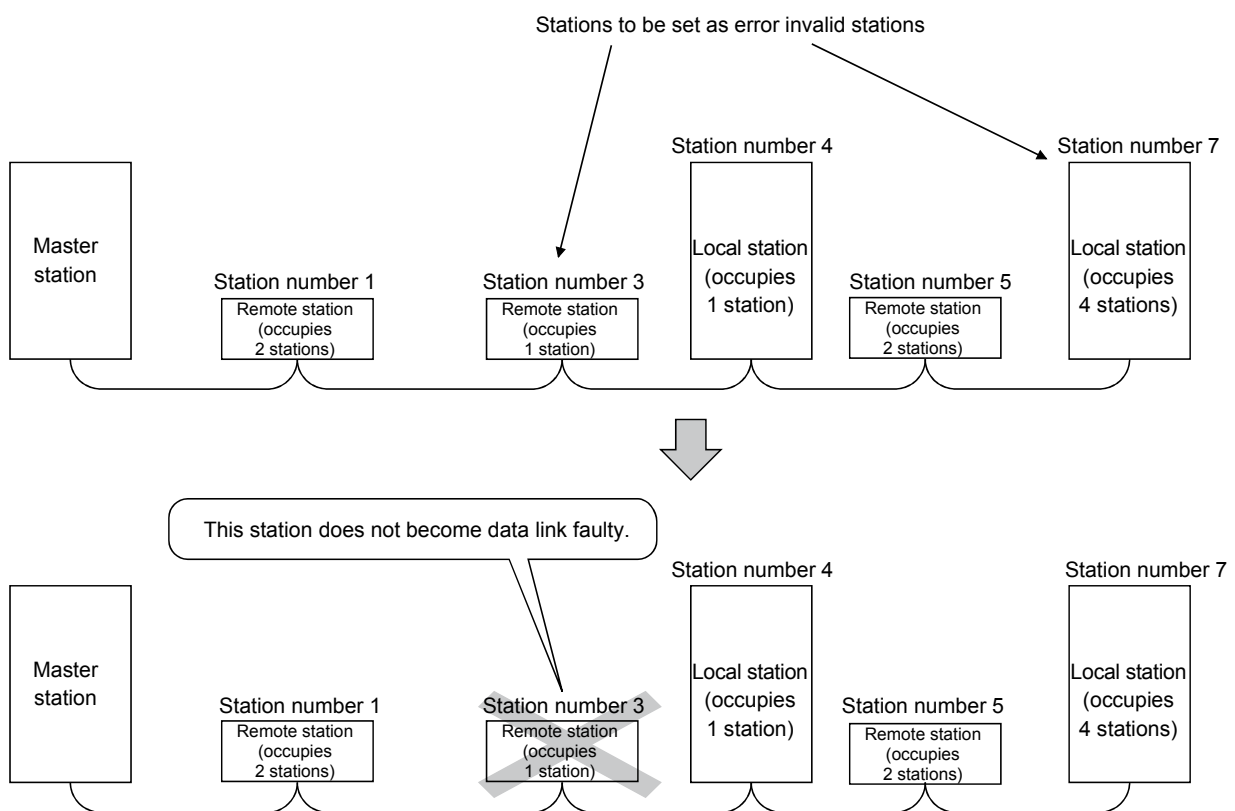 Stations to be set as error invalid stations
Station number 4
Station number 7
Master
station
Station number 1
Remote station
(occupies
2 stations)
Station number 3
Remote station
(occupies
1 station)
Local station
(occupies
1 station)
Station number 5
Remote station
(occupies
2 stations)
Local station
(occupies
4 stations)
This station does not become data link faulty.
Station number 4
Station number 7
Master
station
Station number 1
Remote station
(occupies
2 stations)
Station number 3
Remote station
(occupies
1 station)
Local station
(occupies
1 station)
Station number 5
Remote station
(occupies
2 stations)
Local station
(occupies
4 stations)